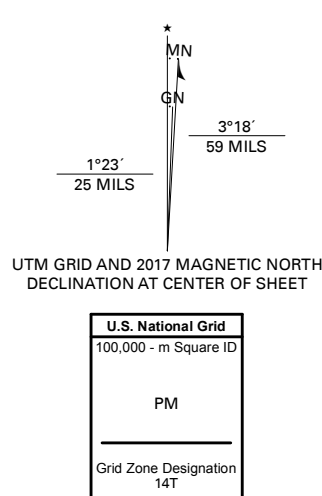 ★
MN
GN
3°18´
59 MILS
1°23´
25 MILS
UTM GRID AND 2017 MAGNETIC NORTH
DECLINATION AT CENTER OF SHEET
U.S. National Grid
100,000 - m Square ID
PM
Grid Zone Designation
14T